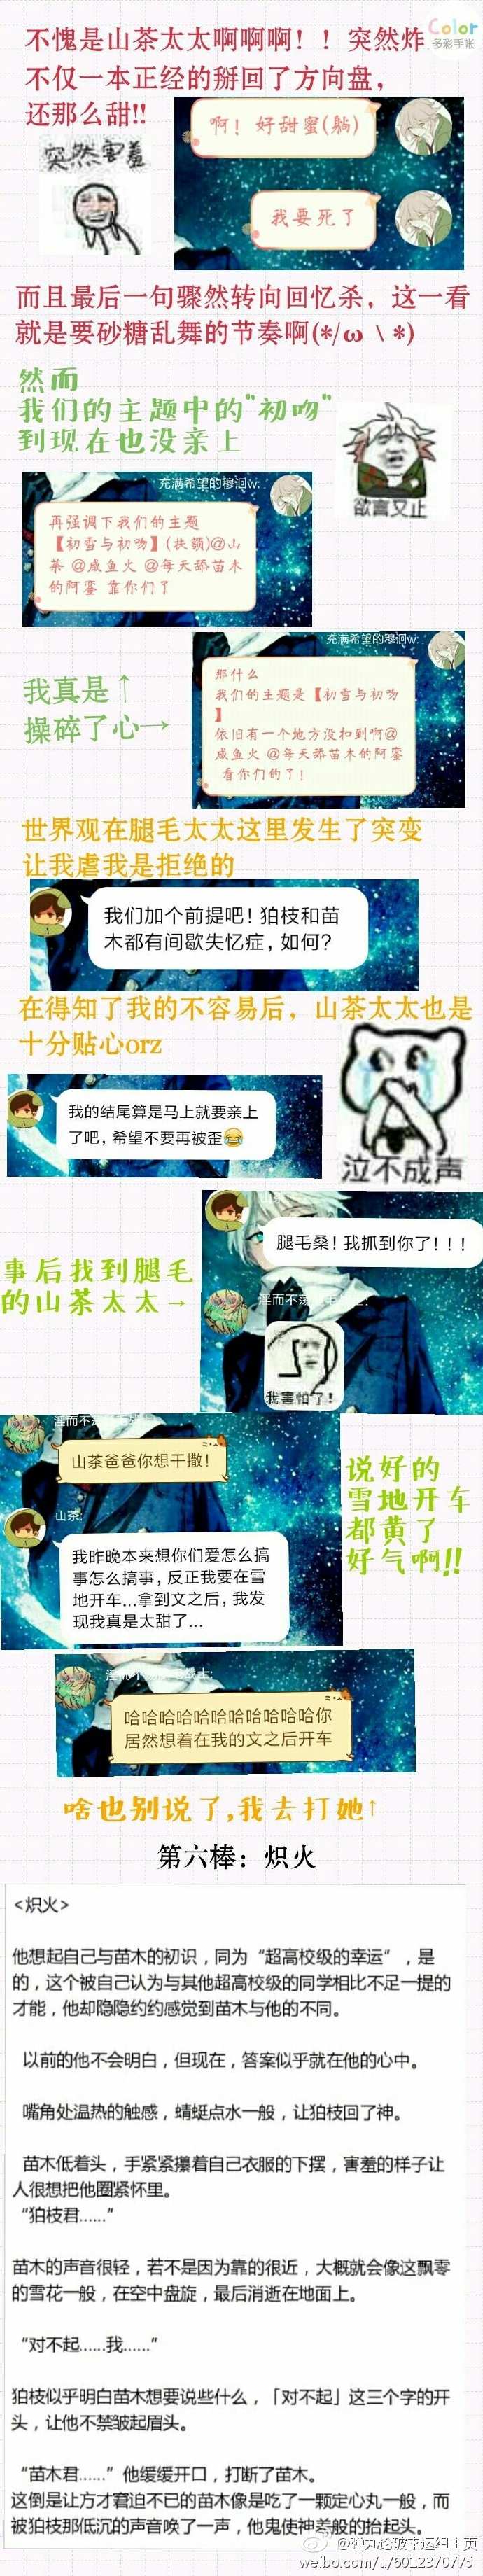 Color
多彩手帐
不愧是山茶太太啊啊啊！！突然炸
不仅一本正经的掰回了方向盘，
还那么甜!!
突然害羞
啊！好甜蜜(躺)
我要死了
而且最后一句骤然转向回忆杀，这一看
就是要砂糖乱舞的节奏啊(*/ω＼*)
然而
我们的主题中的"初吻"
到现在也没亲上
欲言又止
充满希望的穆洄w:
再强调下我们的主题
【初雪与初吻】(扶额)@山
茶 @咸鱼火 @每天舔苗木
的阿銮 靠你们了
我真是↑
操碎了心→
充满希望的穆洄w:
那什么
我们的主题是【初雪与初吻
】
依旧有一个地方没扣到啊@
咸鱼火 @每天舔苗木的阿銮
看你们的了!
世界观在腿毛太太这里发生了突变
让我虐我是拒绝的
我们加个前提吧！狛枝和苗
木都有间歇失忆症，如何?
在得知了我的不容易后，山茶太太也是
十分贴心orz
我的结尾算是马上就要亲上
了吧，希望不要再被歪😂
泣不成声
事后找到腿毛
的山茶太太→
腿毛桑！我抓到你了！！！
我害怕了!
山茶爸爸你想干撒！
山茶:
我昨晚本来想你们爱怎么搞
事怎么搞事，反正我要在雪
地开车...拿到文之后，我发
现我真是太甜了...
说好的
雪地开车
都黄了
好气啊!!
哈哈哈哈哈哈哈哈哈哈哈你
居然想着在我的文之后开车
啥也别说了,我去打她↑
第六棒：炽火
<炽火>
他想起自己与苗木的初识，同为“超高校级的幸运”，是
的，这个被自己认为与其他超高校级的同学相比不足一提的
才能，他却隐隐约约感觉到苗木与他的不同。
以前的他不会明白，但现在，答案似乎就在他的心中。
嘴角处温热的触感，蜻蜓点水一般，让狛枝回了神。
苗木低着头，手紧紧攥着自己衣服的下摆，害羞的样子让
人很想把他圈紧怀里。
“狛枝君……”
苗木的声音很轻，若不是因为靠的很近，大概就会像这飘零
的雪花一般，在空中盘旋，最后消逝在地面上。
“对不起……我……”
狛枝似乎明白苗木想要说些什么，「对不起」这三个字的开
头，让他不禁皱起眉头。
“苗木君……”他缓缓开口，打断了苗木。
这倒是让方才窘迫不已的苗木像是吃了一颗定心丸一般，而
被狛枝那低沉的声音唤了一声，他鬼使神差般的抬起头。
@弹丸论破幸运组主页
weibo.com/u/6012370775